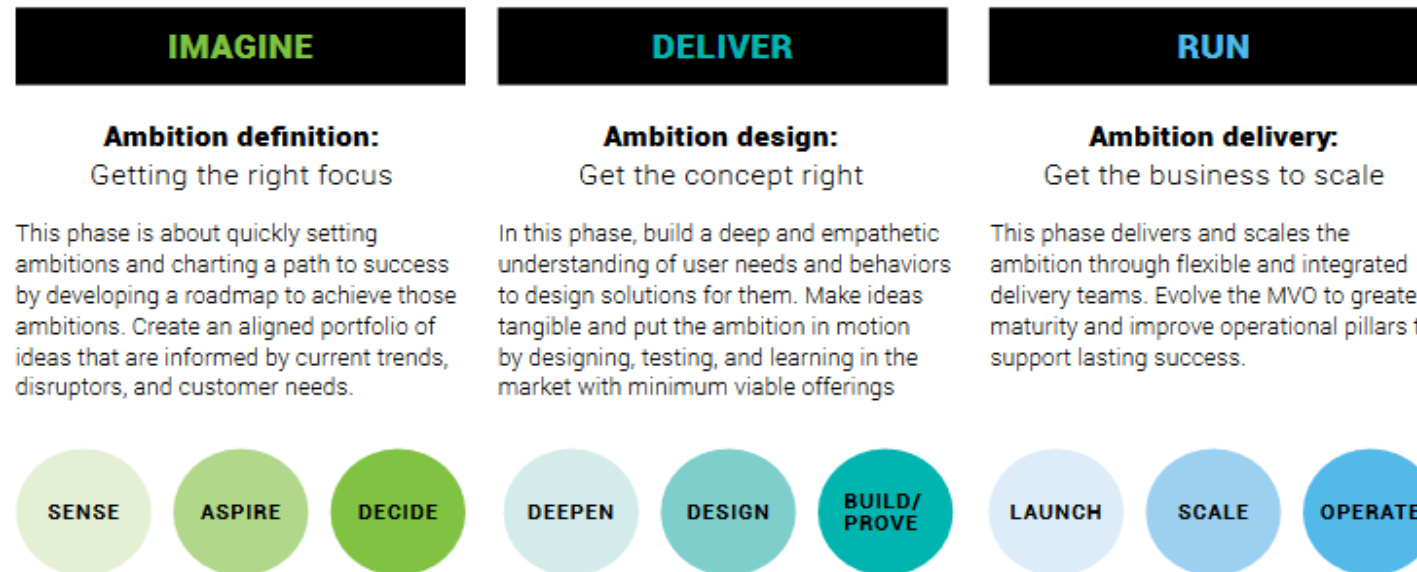 IMAGINE
Ambition definition:
Getting the right focus
This phase is about quickly setting
ambitions and charting a path to success
by developing a roadmap to achieve those
ambitions. Create an aligned portfolio of
ideas that are informed by current trends,
disruptors, and customer needs.
SENSE
ASPIRE
DECIDE
DELIVER
Ambition design:
Get the concept right
In this phase, build a deep and empathetic
understanding of user needs and behaviors
to design solutions for them. Make ideas
tangible and put the ambition in motion
by designing, testing, and learning in the
market with minimum viable offerings
DEEPEN
DESIGN
BUILD/
PROVE
RUN
Ambition delivery:
Get the business to scale
This phase delivers and scales the
ambition through flexible and integrated
delivery teams. Evolve the MVO to greate
maturity and improve operational pillars
support lasting success.
LAUNCH
SCALE
OPERATE